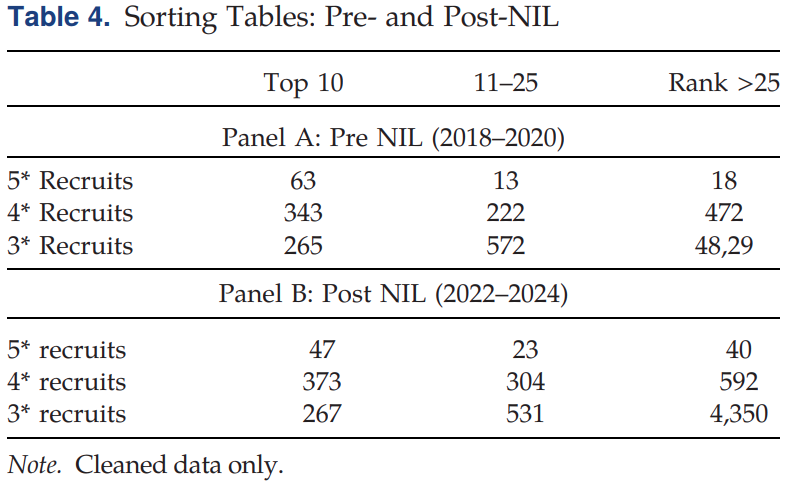 Table 4. Sorting Tables: Pre- and Post-NIL
Top 10 11–25 Rank >25
Panel A: Pre NIL (2018–2020)
5* Recruits 63 13 18
4* Recruits 343 222 472
3* Recruits 265 572 48,29
Panel B: Post NIL (2022–2024)
5* recruits 47 23 40
4* recruits 373 304 592
3* recruits 267 531 4,350
Note. Cleaned data only.